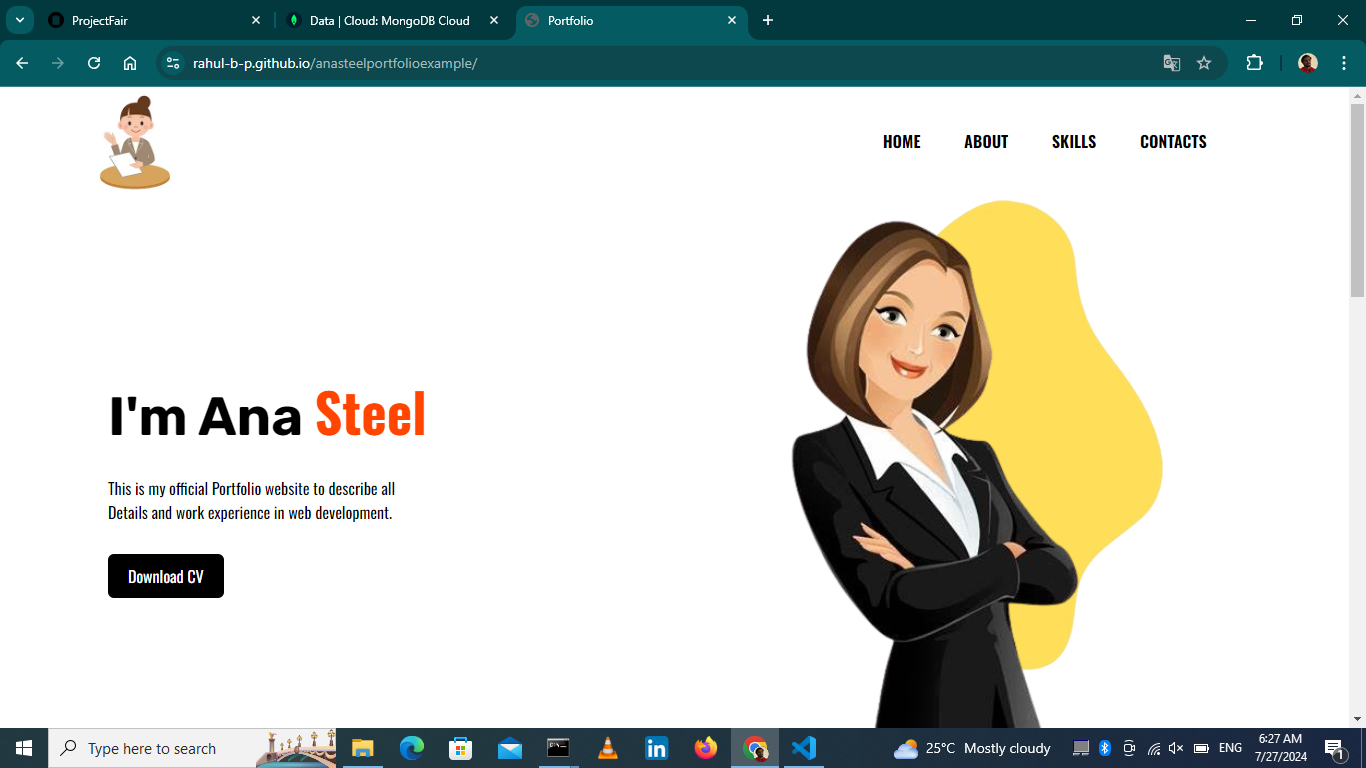 ProjectFair
Data | Cloud: MongoDB Cloud
Portfolio
rahul-b-p.github.io/anasteelportfolioexample/
HOME
ABOUT
SKILLS
CONTACTS
I'm Ana Steel
This is my official Portfolio website to describe all
Details and work experience in web development.
Download CV
Type here to search
25°C Mostly cloudy
ENG
6:27 AM
7/27/2024
1